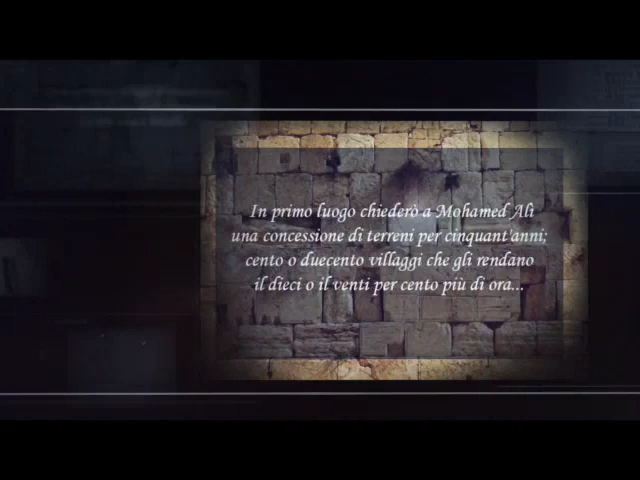 In primo luogo chiederò a Mohamed Alì
una concessione di terreni per cinquant'anni;
cento o duecento villaggi che gli rendano
il dieci o il venti per cento più di ora...